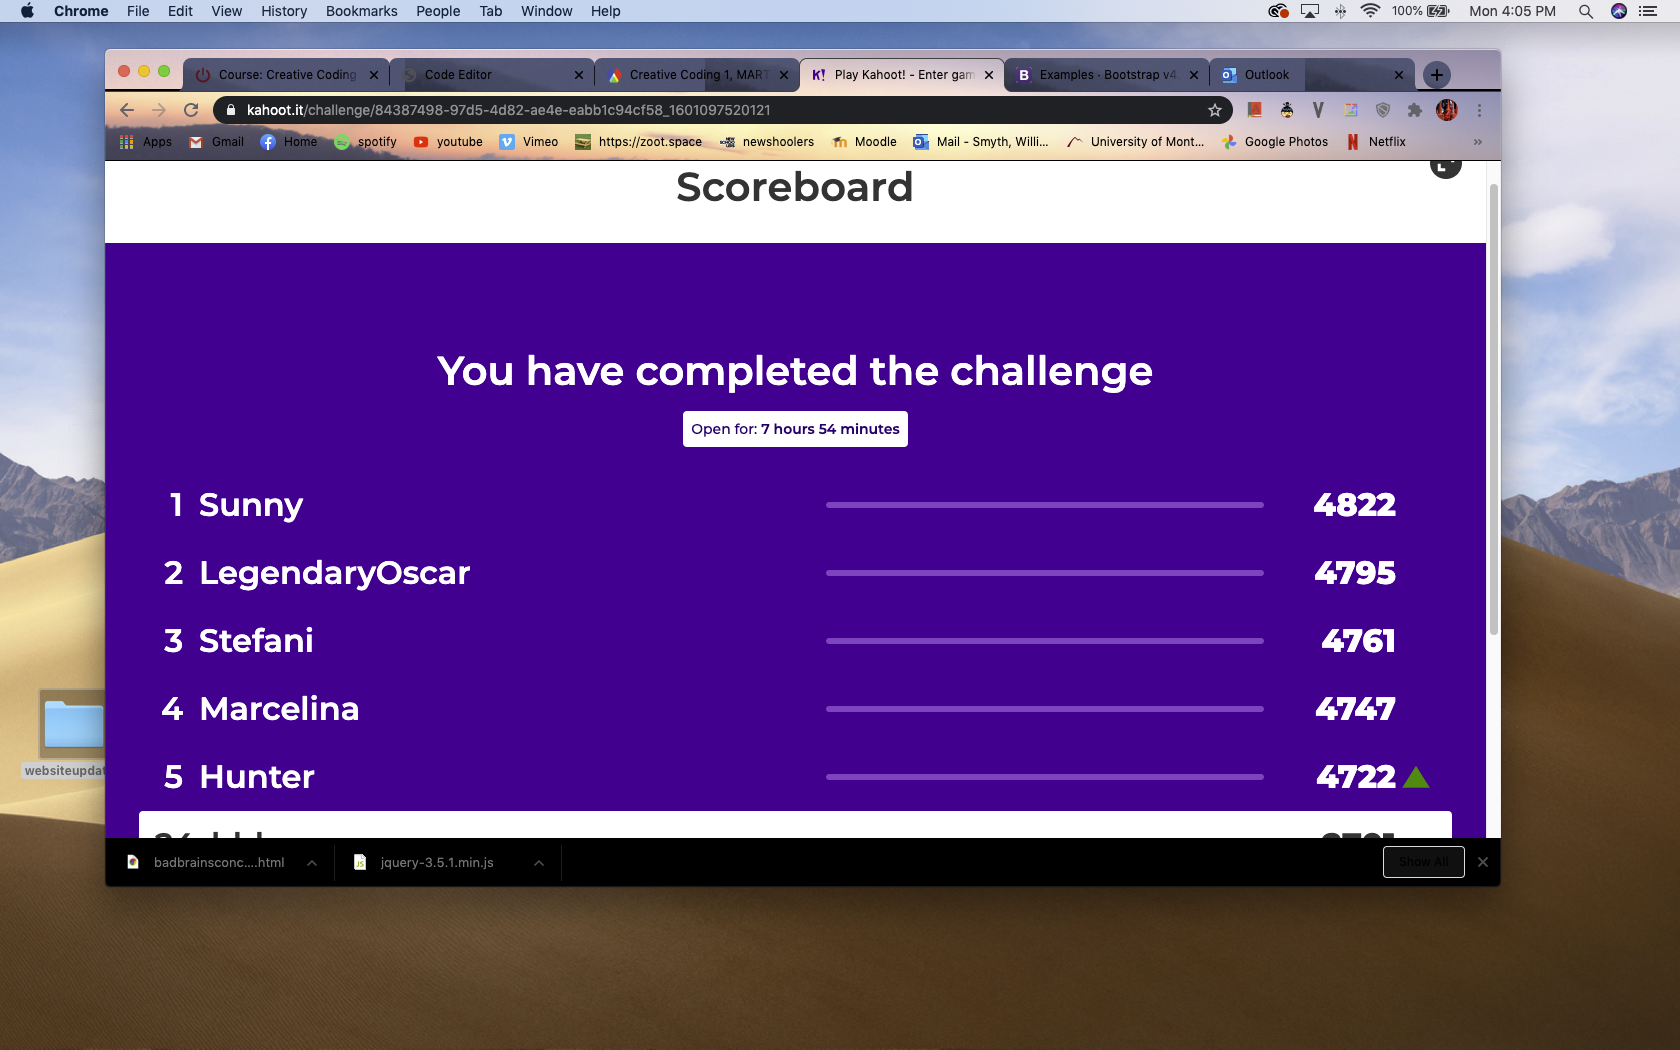 Chrome File Edit View History Bookmarks People Tab Window Help 100% Mon 4:05 PM
Course: Creative Coding Code Editor Creative Coding 1, MART Play Kahoot! - Enter gam B Examples · Bootstrap v4. Outlook
kahoot.it/challenge/84387498-97d5-4d82-ae4e-eabb1c94cf58_1601097520121
Apps Gmail Home spotify youtube Vimeo https://zoot.space newshoolers Moodle Mail - Smyth, Willi... University of Mont... Google Photos Netflix »
Scoreboard
You have completed the challenge
Open for: 7 hours 54 minutes
1 Sunny 4822
2 LegendaryOscar 4795
3 Stefani 4761
4 Marcelina 4747
5 Hunter 4722
websiteupdat
badbrainsconc....html jquery-3.5.1.min.js Show All